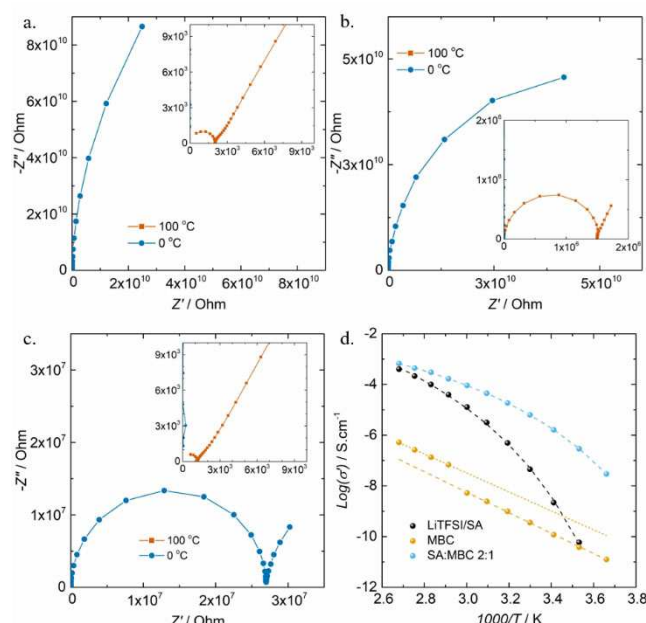 a.
-Z" / Ohm
8x10¹⁰
6x10¹⁰
4x10¹⁰
2x10¹⁰
0
0 2x10¹⁰ 4x10¹⁰ 6x10¹⁰ 8x10¹⁰
Z' / Ohm
9x10³
6x10³
3x10³
0
0 3x10³ 6x10³ 9x10³
100 °C
0 °C
b.
-Z" / Ohm
5x10¹⁰
3x10¹⁰
0
0 3x10¹⁰ 5x10¹⁰
Z' / Ohm
100 °C
0 °C
2x10⁶
1x10⁶
0
0 1x10⁶ 2x10⁶
c.
-Z" / Ohm
3x10⁷
2x10⁷
1x10⁷
0
0 1x10⁷ 2x10⁷ 3x10⁷
Z' / Ohm
9x10³
6x10³
3x10³
0
0 3x10³ 6x10³ 9x10³
100 °C
0 °C
d.
Log(σ') / S.cm⁻¹
-2
-4
-6
-8
-10
-12
2.6 2.8 3.0 3.2 3.4 3.6 3.8
1000/T / K
LiTFSI/SA
MBC
SA:MBC 2:1